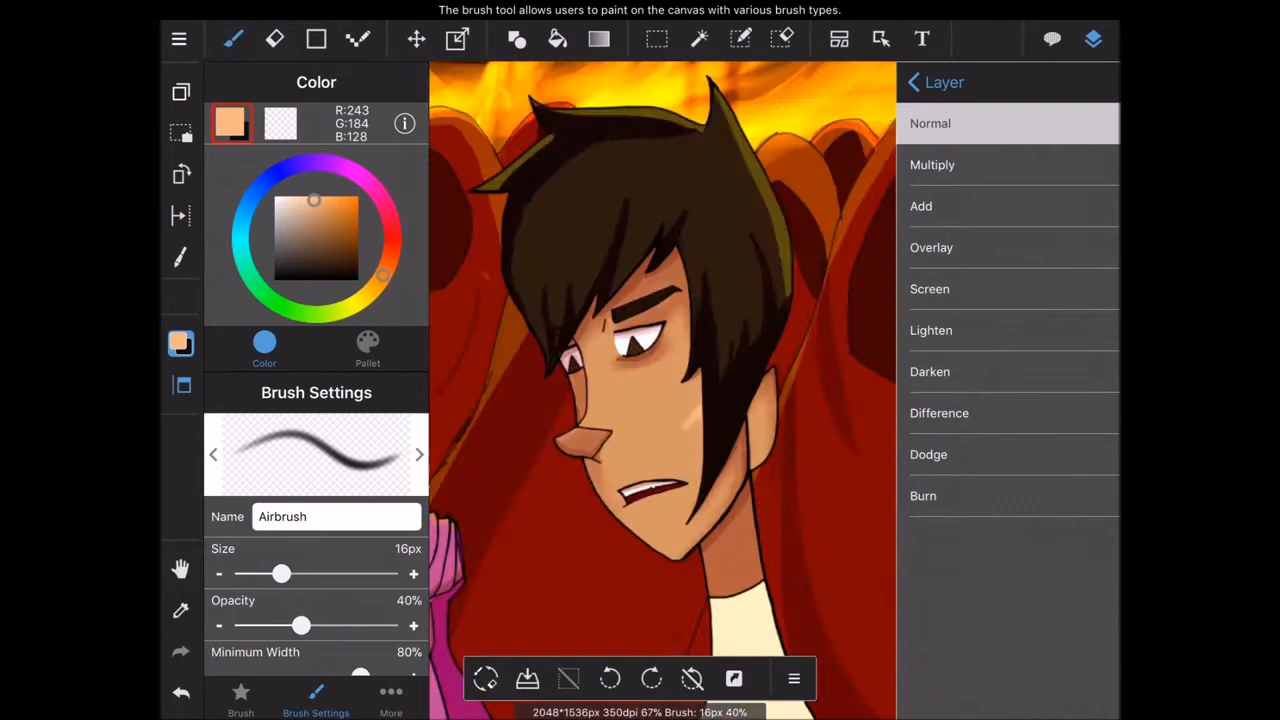 The brush tool allows users to paint on the canvas with various brush types.
T
Color
R:243
G:184
B:128
Color
Pallet
Brush Settings
Name
Airbrush
Size
16px
-
+
Opacity
40%
-
+
Minimum Width
80%
Brush
Brush Settings
More
Layer
Normal
Multiply
Add
Overlay
Screen
Lighten
Darken
Difference
Dodge
Burn
2048*1536px 350dpi 67% Brush: 16px 40%